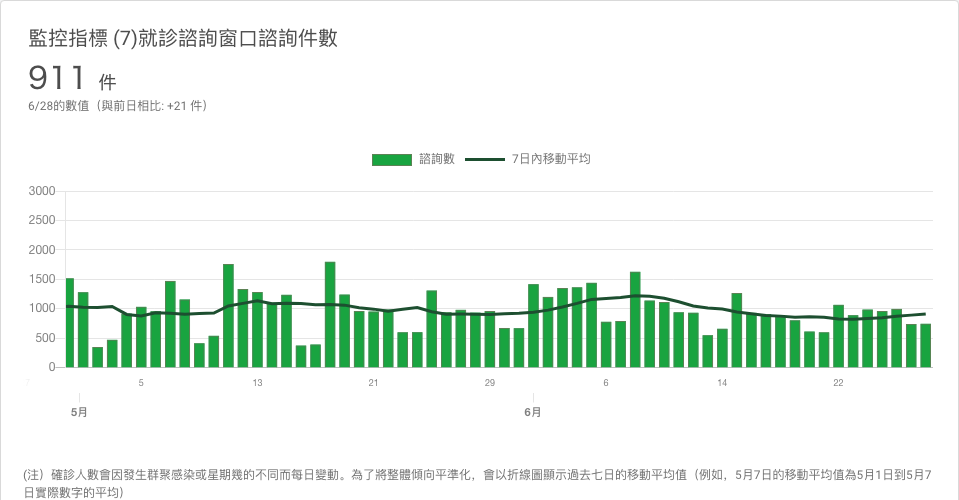 監控指標 (7)就診諮詢窗口諮詢件數
911 件
6/28的數值（與前日相比: +21 件）
諮詢數 7日內移動平均
3000
2500
2000
1500
1000
500
0
5 13 21 29 6 14 22
5月 6月
(注）確診人數會因發生群聚感染或星期幾的不同而每日變動。為了將整體傾向平準化，會以折線圖顯示過去七日的移動平均值（例如，5月7日的移動平均值為5月1日到5月7
日實際數字的平均）